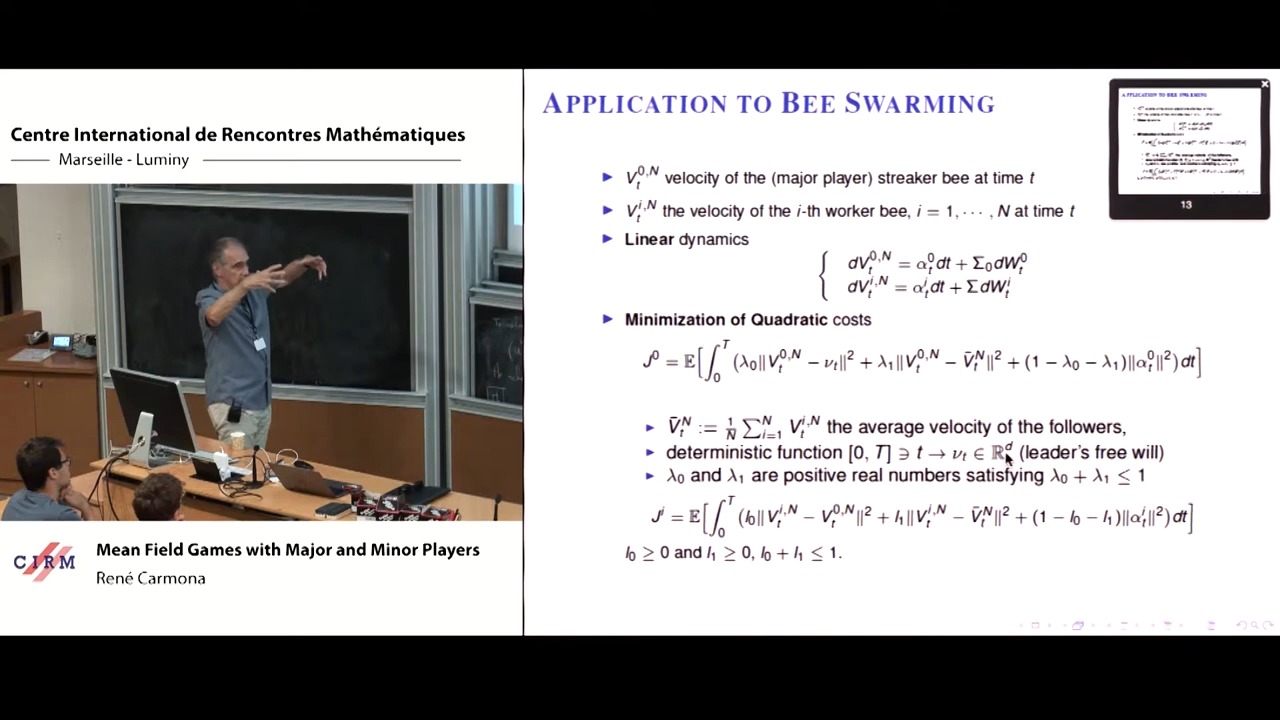 Centre International de Rencontres Mathématiques
Marseille - Luminy
CIRM
Mean Field Games with Major and Minor Players
René Carmona
APPLICATION TO BEE SWARMING
V_t^{0,N} velocity of the (major player) streaker bee at time t
V_t^{i,N} the velocity of the i-th worker bee, i = 1, ⋯ , N at time t
Linear dynamics
dV_t^{0,N} = α_t^0 dt + Σ_0 dW_t^0
dV_t^{i,N} = α_t^i dt + Σ dW_t^i
Minimization of Quadratic costs
J^0 = 𝔼[∫_0^T (λ_0‖V_t^{0,N} − ν_t‖^2 + λ_1‖V_t^{0,N} − V̄_t^N‖^2 + (1 − λ_0 − λ_1)‖α_t^0‖^2) dt]
V̄_t^N := 1/N ∑_{i=1}^N V_t^{i,N} the average velocity of the followers,
deterministic function [0, T] ∋ t → ν_t ∈ ℝ^d (leader's free will)
λ_0 and λ_1 are positive real numbers satisfying λ_0 + λ_1 ≤ 1
J^i = 𝔼[∫_0^T (l_0‖V_t^{i,N} − V_t^{0,N}‖^2 + l_1‖V_t^{i,N} − V̄_t^N‖^2 + (1 − l_0 − l_1)‖α_t^i‖^2) dt]
l_0 ≥ 0 and l_1 ≥ 0, l_0 + l_1 ≤ 1.
APPLICATION TO BEE SWARMING
13